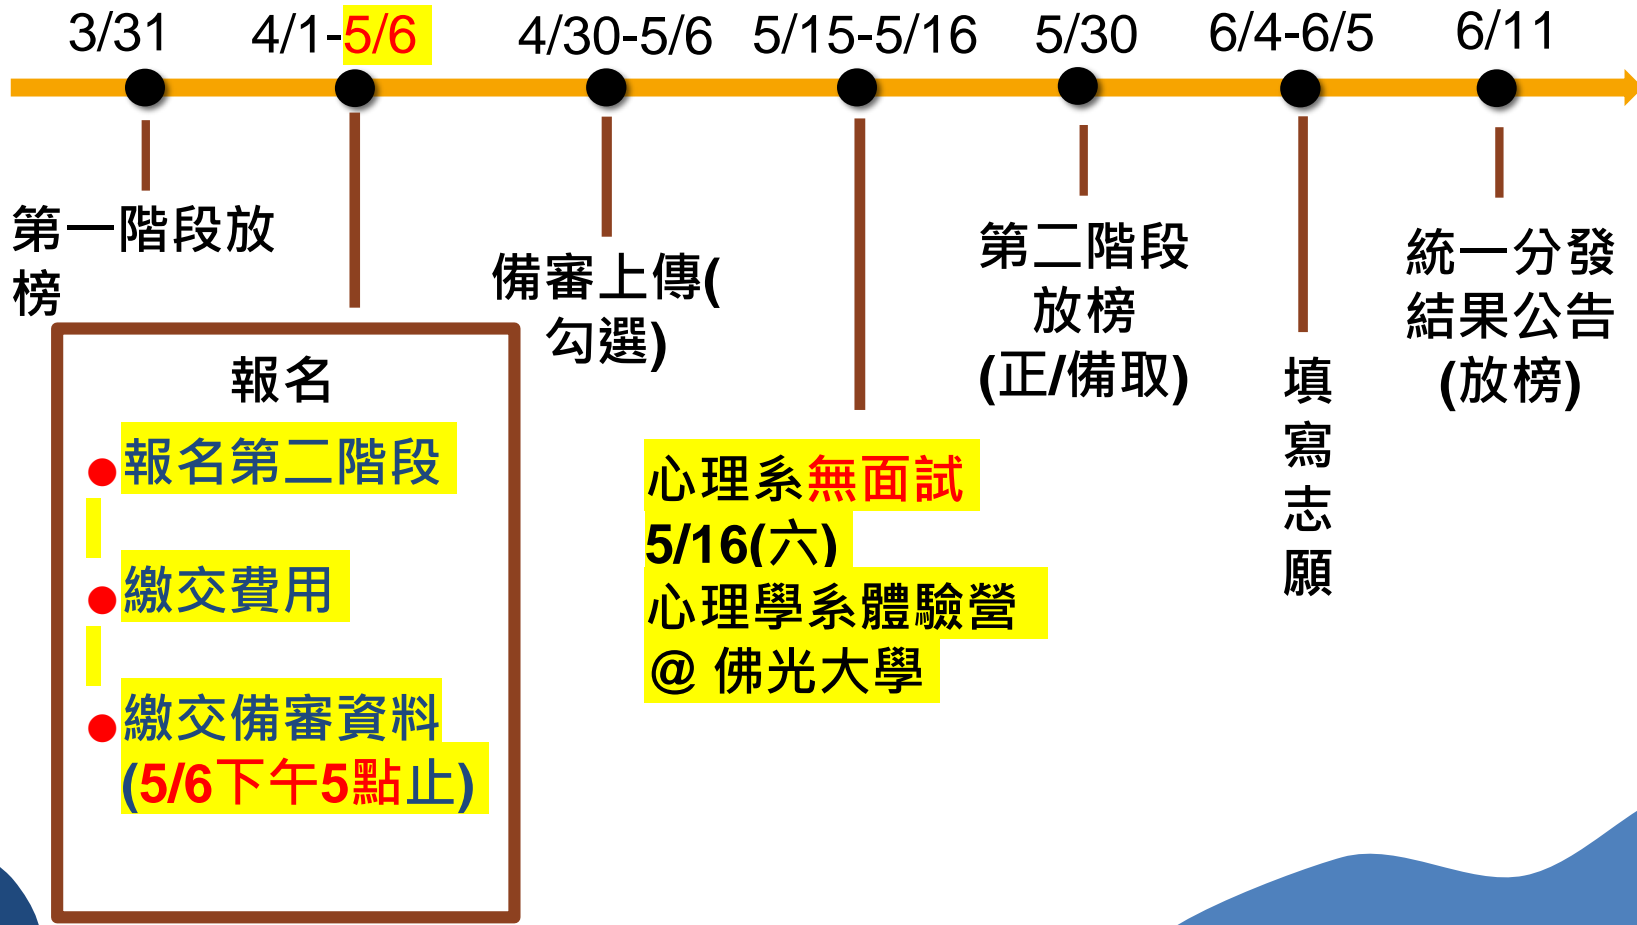 3/31
4/1-5/6
4/30-5/6
5/15-5/16
5/30
6/4-6/5
6/11
第一階段放
榜
報名
報名第二階段
繳交費用
繳交備審資料
(5/6下午5點止)
備審上傳(
勾選)
心理系無面試
5/16(六)
心理學系體驗營
@ 佛光大學
第二階段
放榜
(正/備取)
填
寫
志
願
統一分發
結果公告
(放榜)